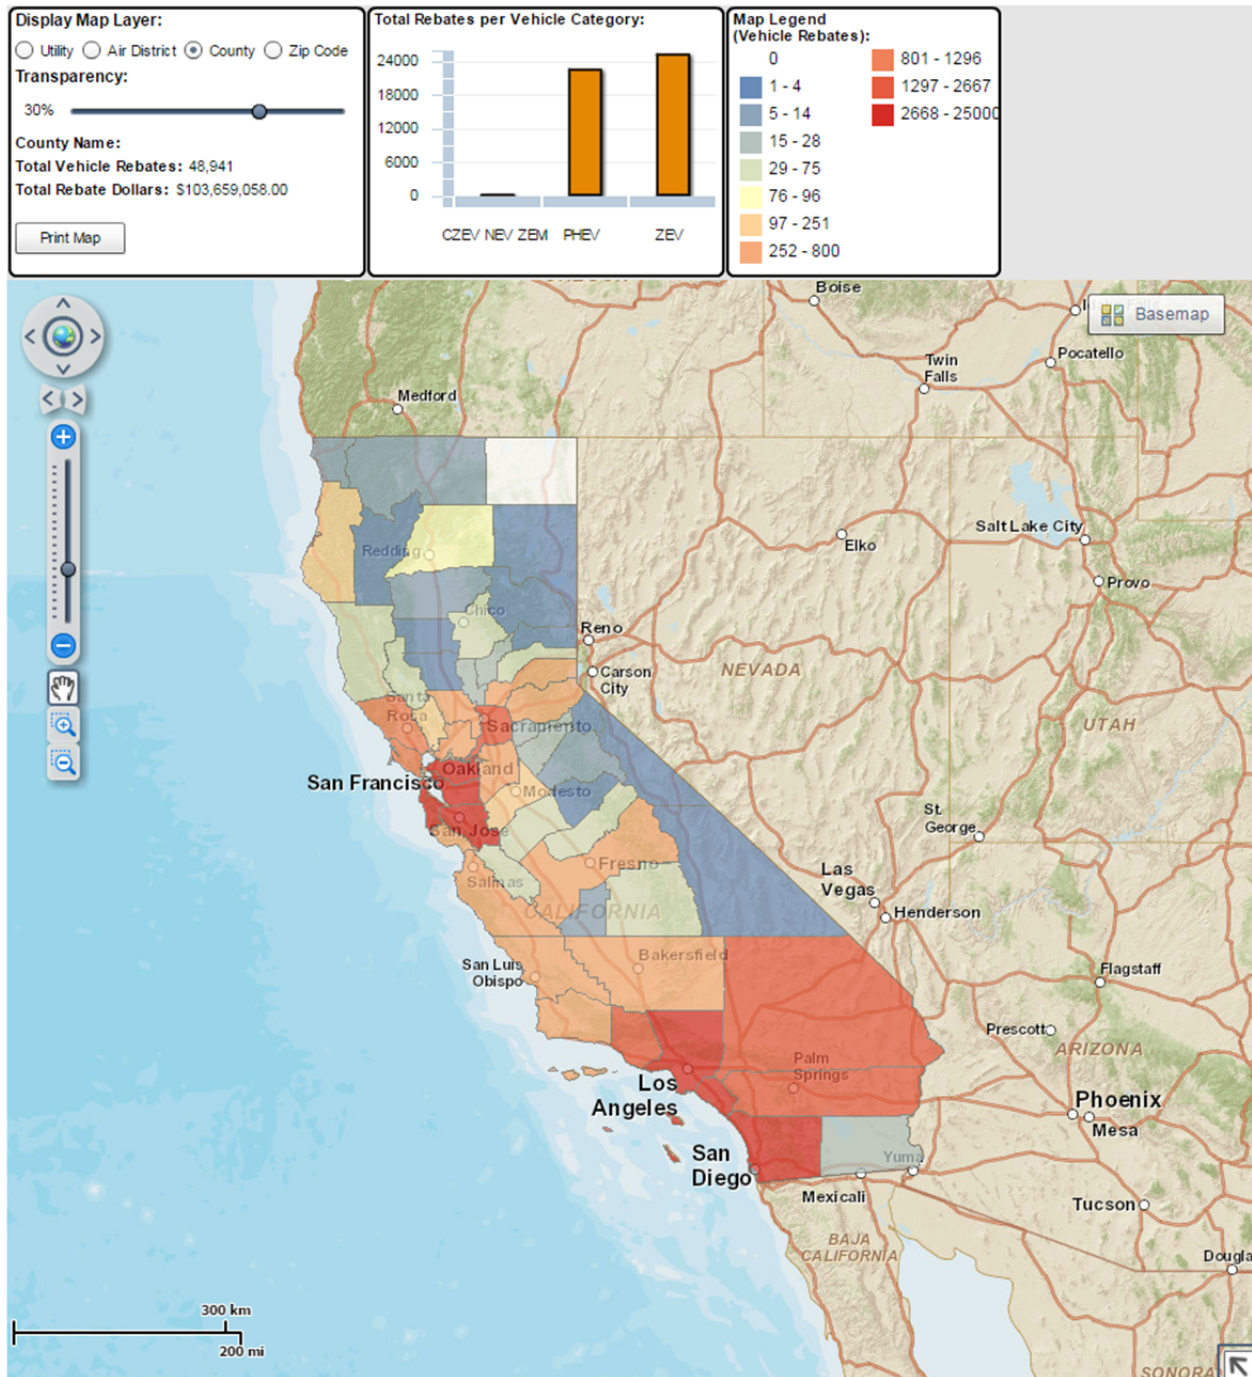 Display Map Layer:
Utility Air District County Zip Code
Transparency:
30%
County Name:
Total Vehicle Rebates: 48,941
Total Rebate Dollars: $103,659,058.00
Print Map
Total Rebates per Vehicle Category:
24000
18000
12000
6000
0
CZEV NEV ZEM PHEV ZEV
Map Legend
(Vehicle Rebates):
0
1 - 4
5 - 14
15 - 28
29 - 75
76 - 96
97 - 251
252 - 800
801 - 1296
1297 - 2667
2668 - 25000
Basemap
Boise
Pocatello
Twin
Falls
Medford
Salt Lake City
Elko
Redding
Provo
Chico
Reno
Carson
City
NEVADA
Santa
Rosa
UTAH
Sacramento
Oakland
San Francisco
Modesto
St.
George
San Jose
Fresno
Las
Vegas
Salinas
CALIFORNIA
Henderson
Bakersfield
San Luis
Obispo
Flagstaff
Prescott
ARIZONA
Palm
Springs
Los
Angeles
Phoenix
Mesa
San
Diego
Yuma
Mexicali
Tucson
BAJA
CALIFORNIA
Dougla
300 km
200 mi
SONORA